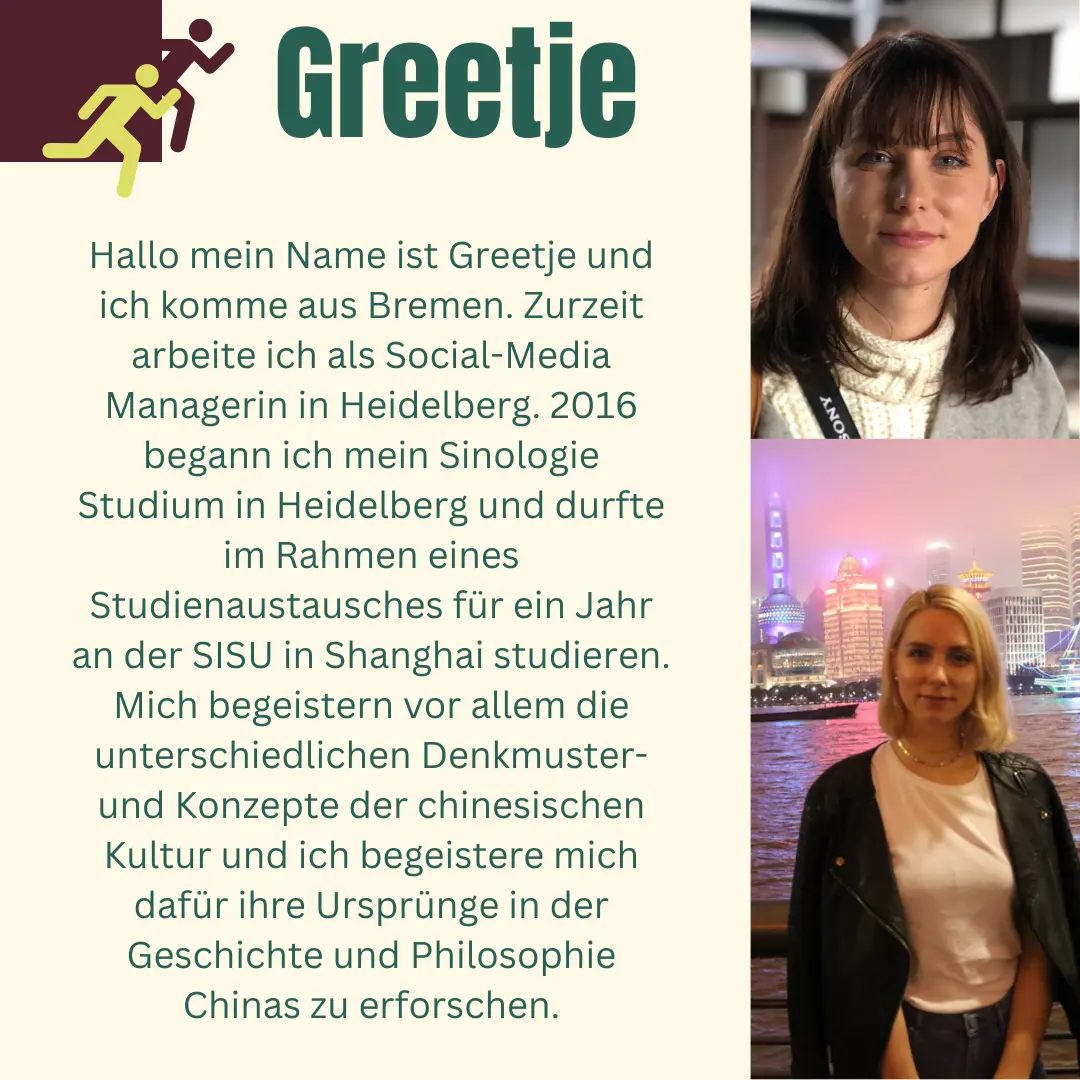 Greetje
Hallo mein Name ist Greetje und
ich komme aus Bremen. Zurzeit
arbeite ich als Social-Media
Managerin in Heidelberg. 2016
begann ich mein Sinologie
Studium in Heidelberg und durfte
im Rahmen eines
Studienaustausches für ein Jahr
an der SISU in Shanghai studieren.
Mich begeistern vor allem die
unterschiedlichen Denkmuster-
und Konzepte der chinesischen
Kultur und ich begeistere mich
dafür ihre Ursprünge in der
Geschichte und Philosophie
Chinas zu erforschen.
SONY